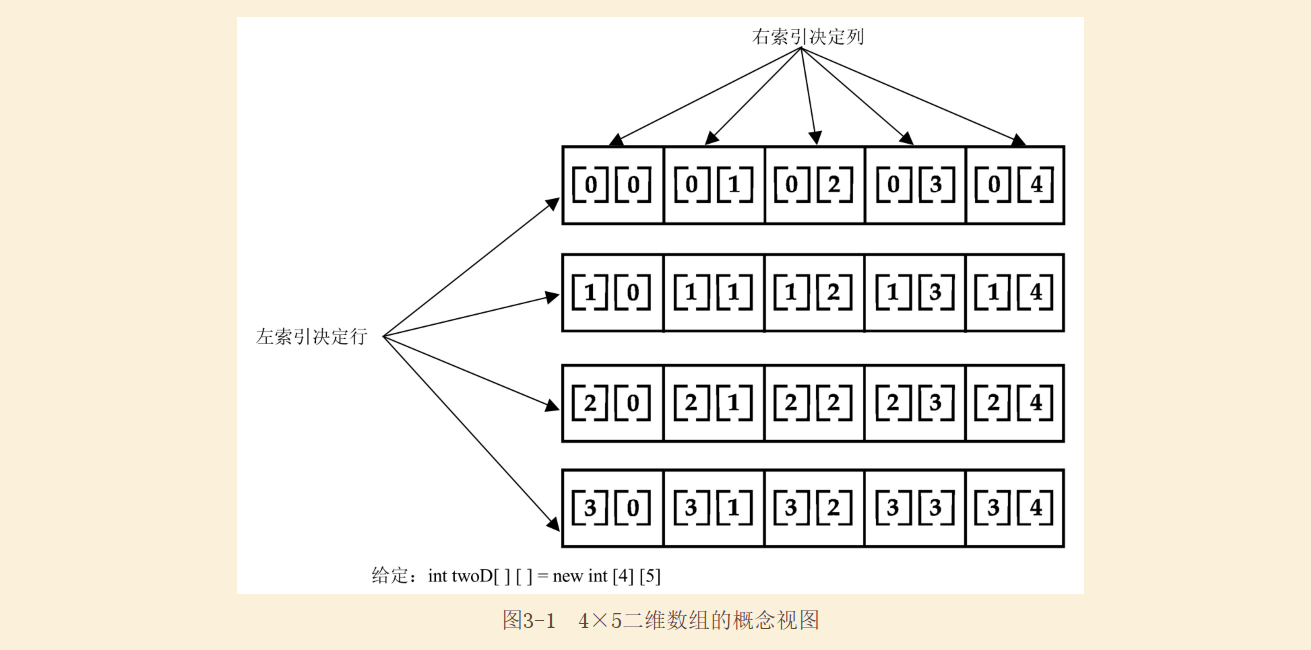 右索引决定列
[0][0] [0][1] [0][2] [0][3] [0][4]
[1][0] [1][1] [1][2] [1][3] [1][4]
左索引决定行
[2][0] [2][1] [2][2] [2][3] [2][4]
[3][0] [3][1] [3][2] [3][3] [3][4]
给定：int twoD[ ] [ ] = new int [4] [5]
图3-1 4×5二维数组的概念视图